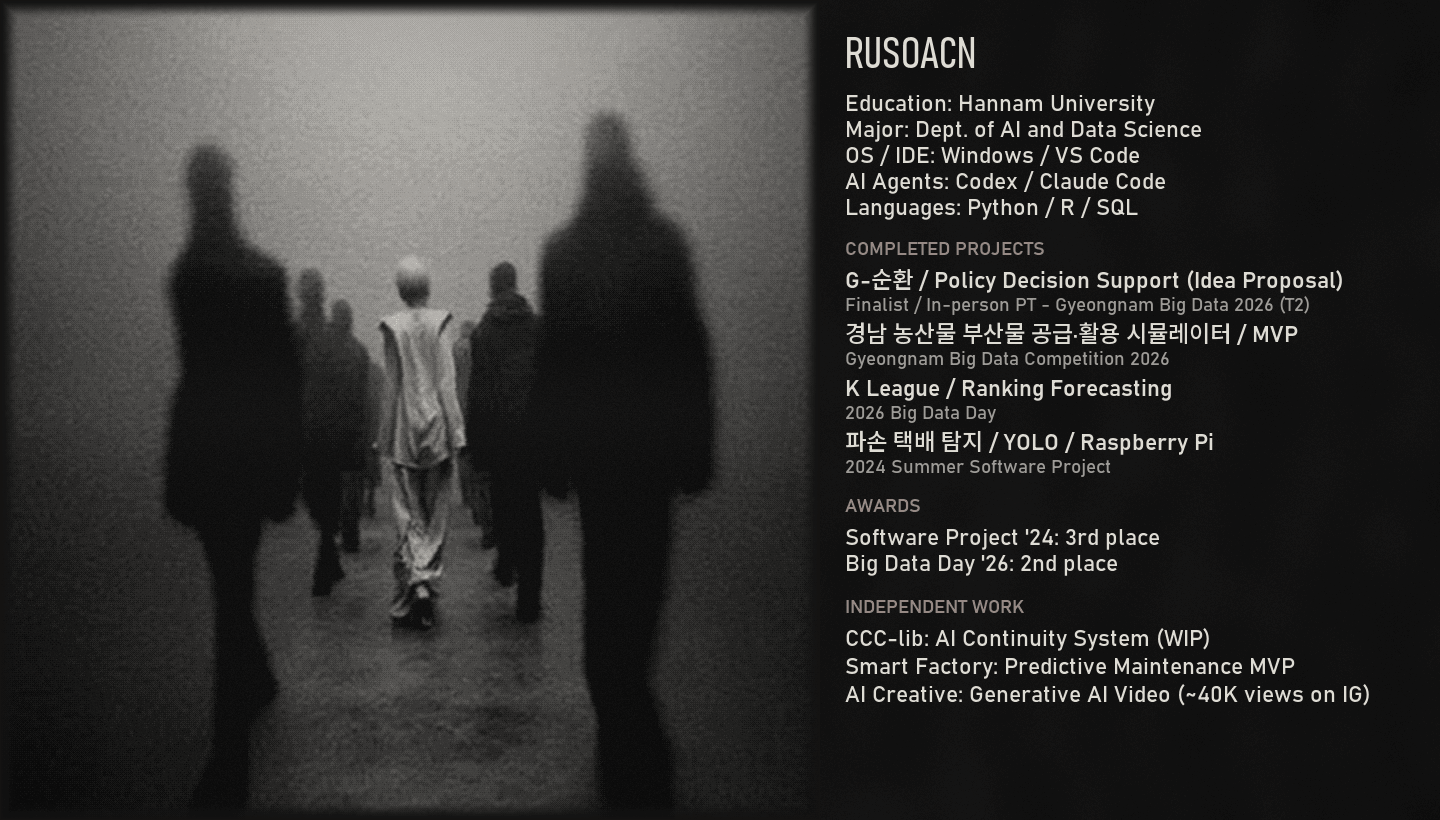 RUSOACN
Education: Hannam University
Major: Dept. of AI and Data Science
OS / IDE: Windows / VS Code
AI Agents: Codex / Claude Code
Languages: Python / R / SQL
COMPLETED PROJECTS
G-순환 / Policy Decision Support (Idea Proposal)
Finalist / In-person PT - Gyeongnam Big Data 2026 (T2)
경남 농산물 부산물 공급·활용 시뮬레이터 / MVP
Gyeongnam Big Data Competition 2026
K League / Ranking Forecasting
2026 Big Data Day
파손 택배 탐지 / YOLO / Raspberry Pi
2024 Summer Software Project
AWARDS
Software Project '24: 3rd place
Big Data Day '26: 2nd place
INDEPENDENT WORK
CCC-lib: AI Continuity System (WIP)
Smart Factory: Predictive Maintenance MVP
AI Creative: Generative AI Video (~40K views on IG)